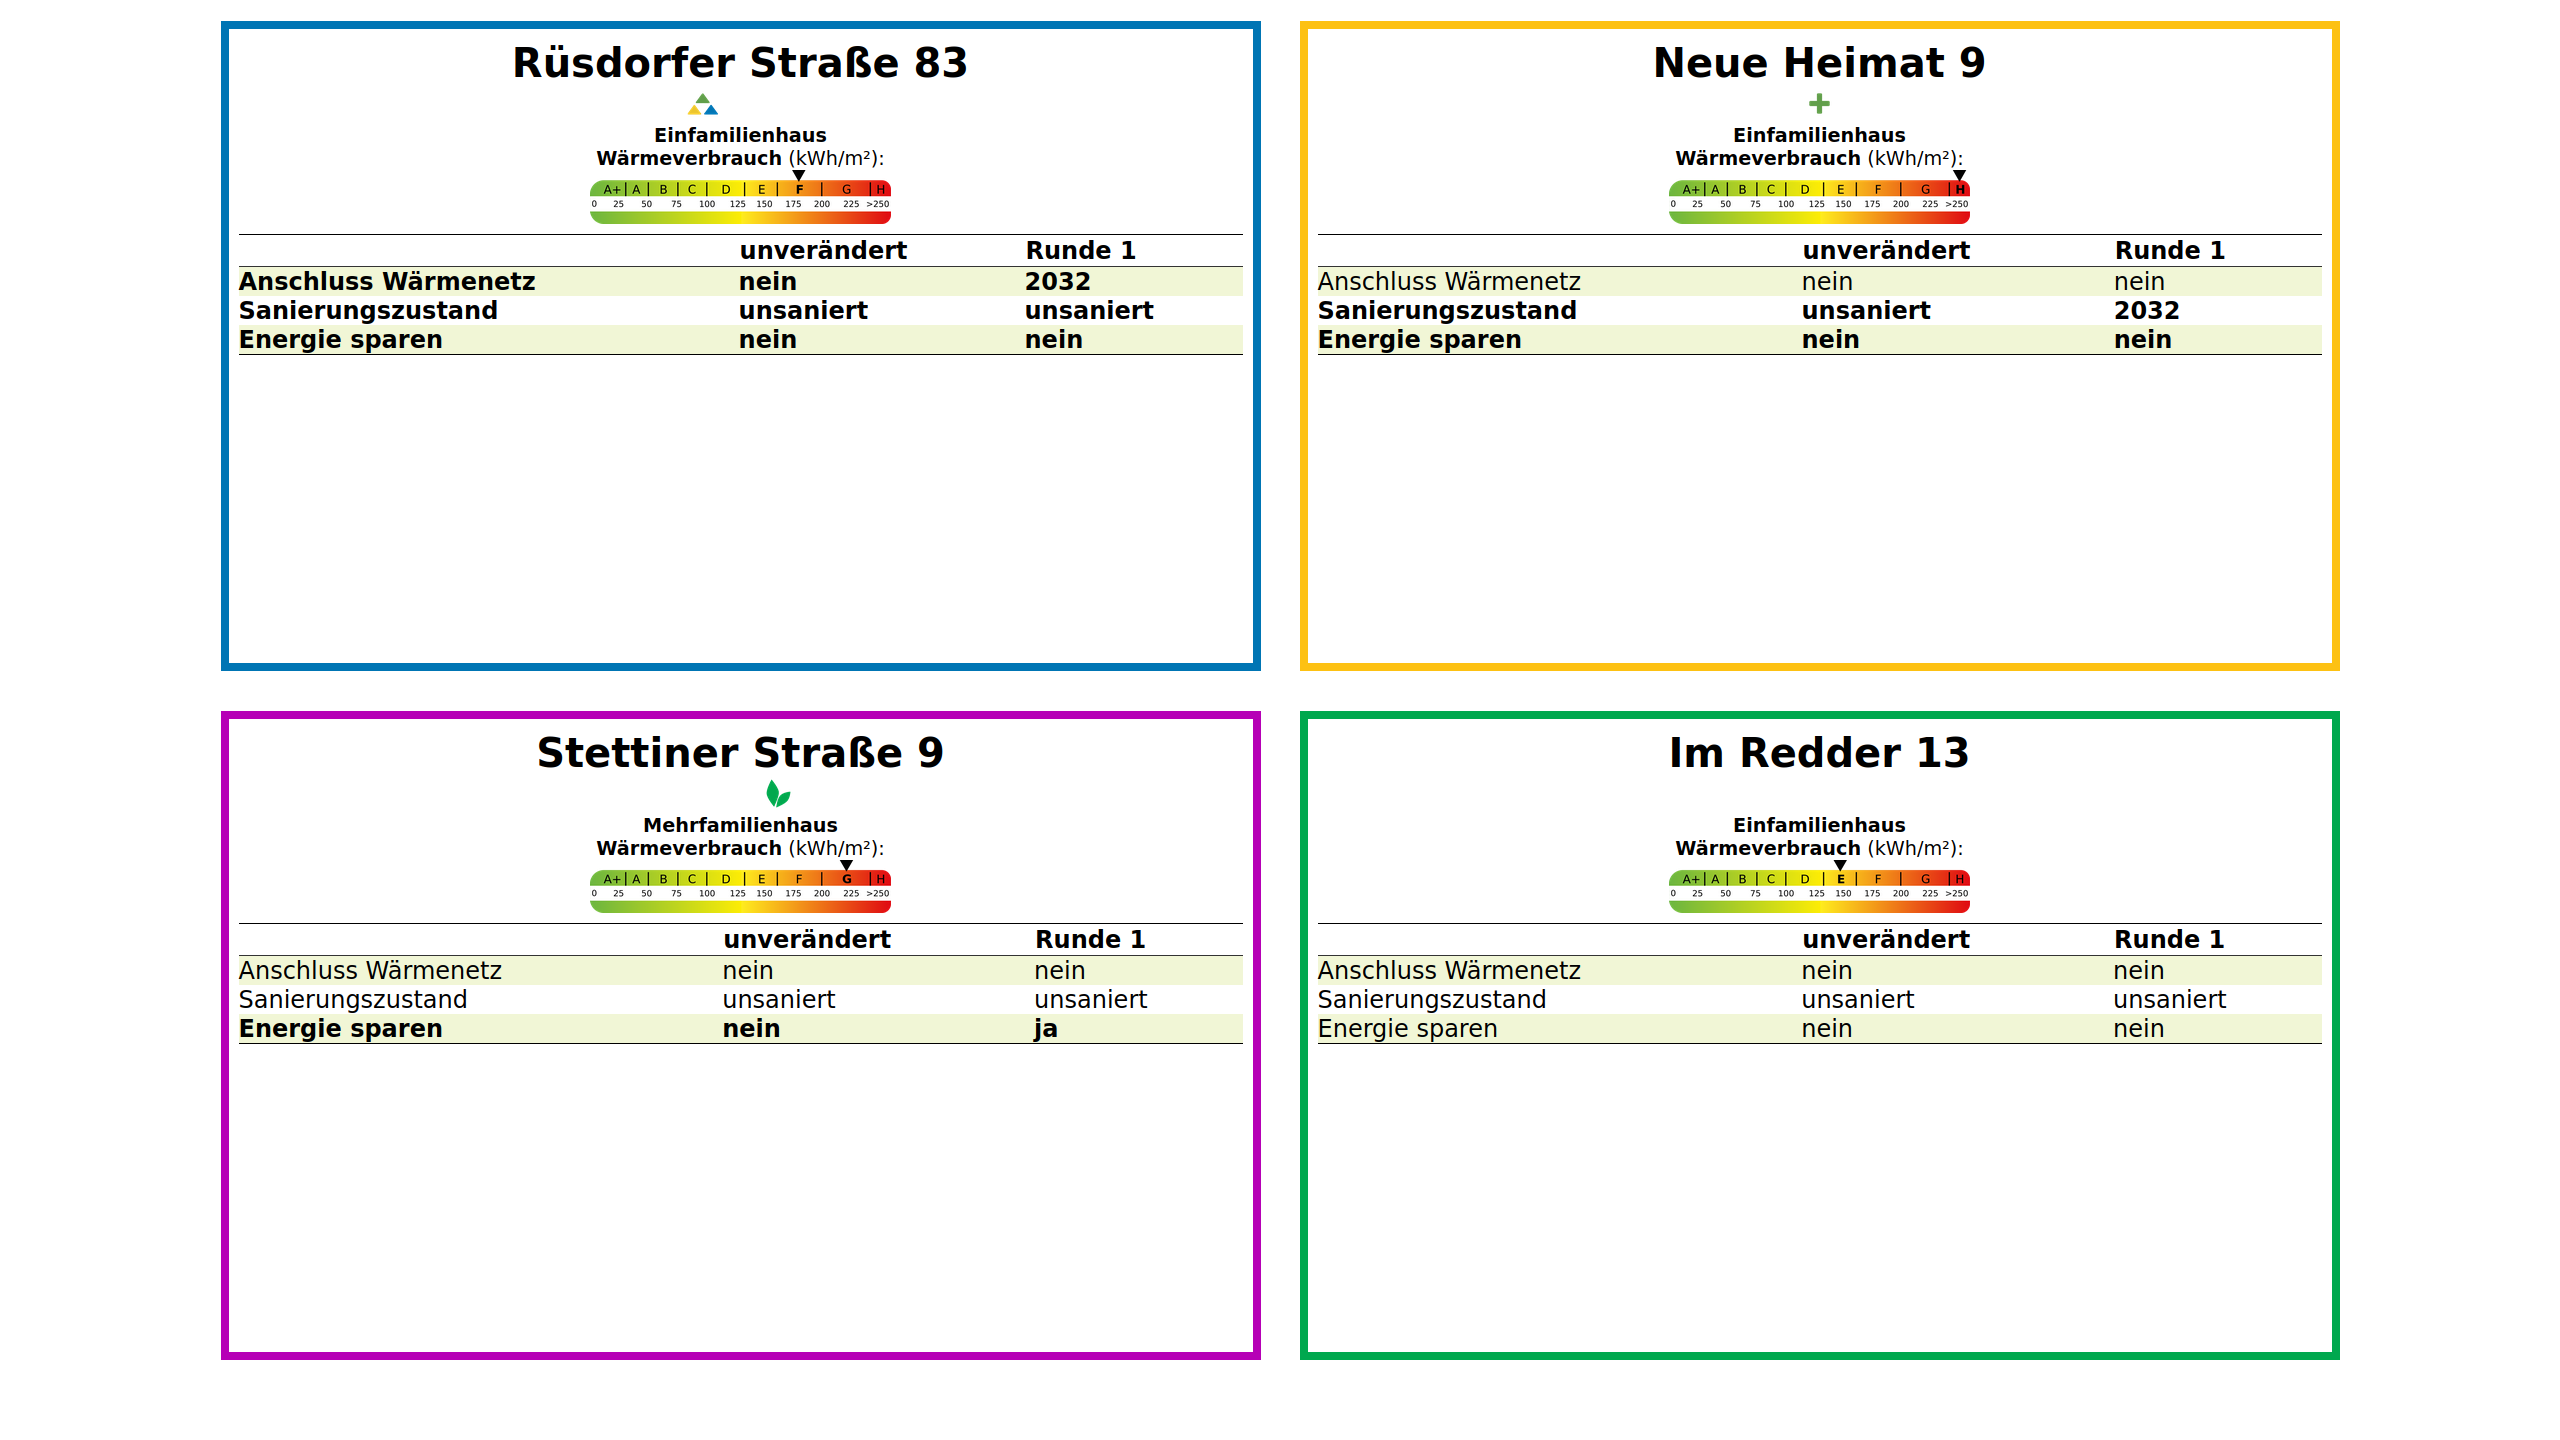 Rüsdorfer Straße 83
Einfamilienhaus
Wärmeverbrauch (kWh/m²):
A+ A B C D E F G H
0 25 50 75 100 125 150 175 200 225 >250
unverändert Runde 1
Anschluss Wärmenetz nein 2032
Sanierungszustand unsaniert unsaniert
Energie sparen nein nein
Neue Heimat 9
Einfamilienhaus
Wärmeverbrauch (kWh/m²):
A+ A B C D E F G H
0 25 50 75 100 125 150 175 200 225 >250
unverändert Runde 1
Anschluss Wärmenetz nein nein
Sanierungszustand unsaniert 2032
Energie sparen nein nein
Stettiner Straße 9
Mehrfamilienhaus
Wärmeverbrauch (kWh/m²):
A+ A B C D E F G H
0 25 50 75 100 125 150 175 200 225 >250
unverändert Runde 1
Anschluss Wärmenetz nein nein
Sanierungszustand unsaniert unsaniert
Energie sparen nein ja
Im Redder 13
Einfamilienhaus
Wärmeverbrauch (kWh/m²):
A+ A B C D E F G H
0 25 50 75 100 125 150 175 200 225 >250
unverändert Runde 1
Anschluss Wärmenetz nein nein
Sanierungszustand unsaniert unsaniert
Energie sparen nein nein